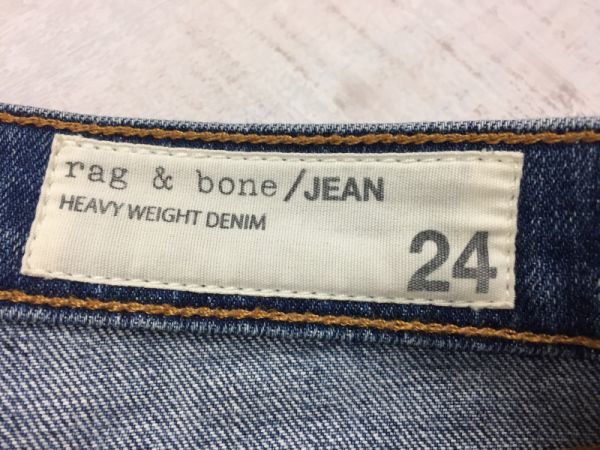 rag & bone/JEAN
HEAVY WEIGHT DENIM
24